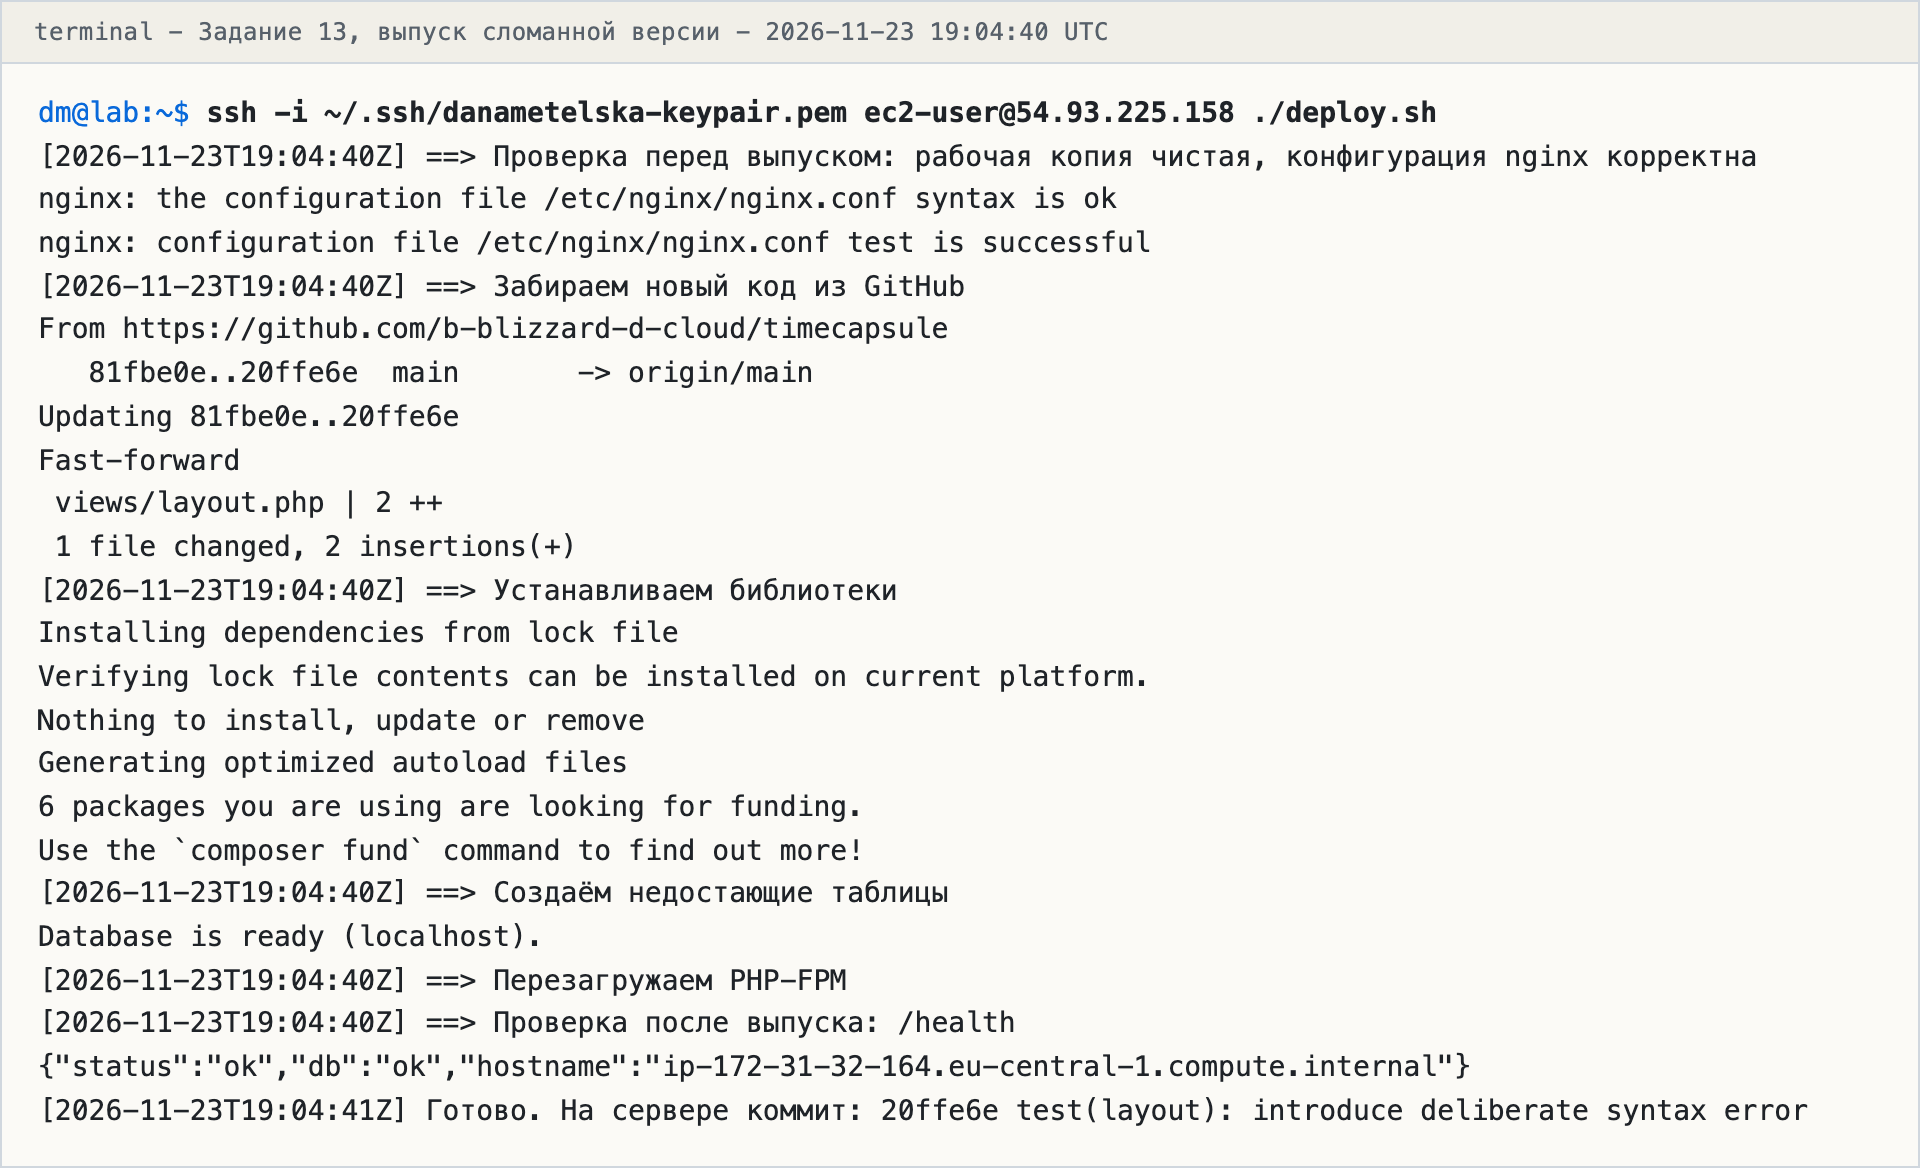 terminal — Задание 13, выпуск сломанной версии — 2026-11-23 19:04:40 UTC
dm@lab:~$ ssh -i ~/.ssh/danametelska-keypair.pem ec2-user@54.93.225.158 ./deploy.sh
[2026-11-23T19:04:40Z] ==> Проверка перед выпуском: рабочая копия чистая, конфигурация nginx корректна
nginx: the configuration file /etc/nginx/nginx.conf syntax is ok
nginx: configuration file /etc/nginx/nginx.conf test is successful
[2026-11-23T19:04:40Z] ==> Забираем новый код из GitHub
From https://github.com/b-blizzard-d-cloud/timecapsule
   81fbe0e..20ffe6e  main       -> origin/main
Updating 81fbe0e..20ffe6e
Fast-forward
 views/layout.php | 2 ++
 1 file changed, 2 insertions(+)
[2026-11-23T19:04:40Z] ==> Устанавливаем библиотеки
Installing dependencies from lock file
Verifying lock file contents can be installed on current platform.
Nothing to install, update or remove
Generating optimized autoload files
6 packages you are using are looking for funding.
Use the `composer fund` command to find out more!
[2026-11-23T19:04:40Z] ==> Создаём недостающие таблицы
Database is ready (localhost).
[2026-11-23T19:04:40Z] ==> Перезагружаем PHP-FPM
[2026-11-23T19:04:40Z] ==> Проверка после выпуска: /health
{"status":"ok","db":"ok","hostname":"ip-172-31-32-164.eu-central-1.compute.internal"}
[2026-11-23T19:04:41Z] Готово. На сервере коммит: 20ffe6e test(layout): introduce deliberate syntax error